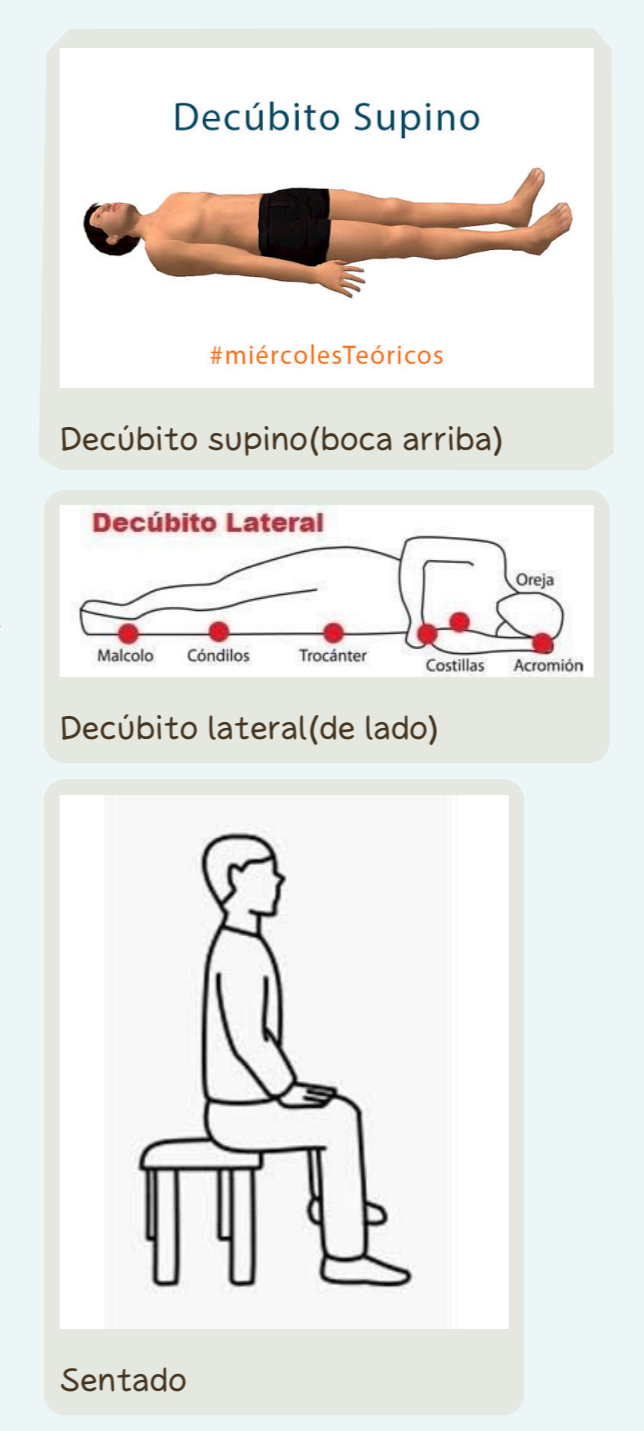 Decúbito Supino
#miércolesTeóricos
Decúbito supino(boca arriba)
Decúbito Lateral
Oreja
Malcolo Cóndilos Trocánter
Costillas Acromión
Decúbito lateral(de lado)
Sentado